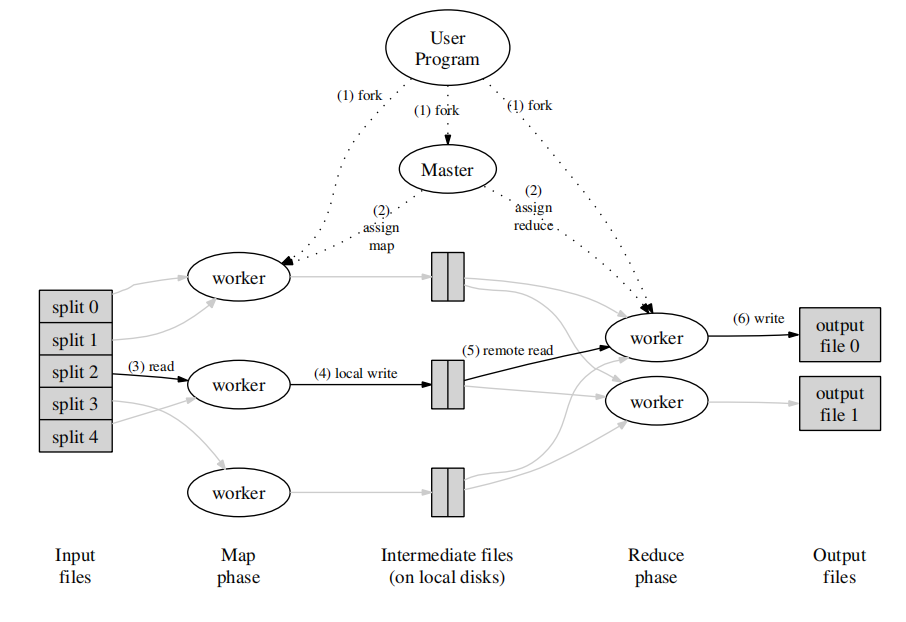 User
Program
(1) fork
(1) fork
(1) fork
Master
(2)
assign
map
(2)
assign
reduce
worker
split 0
split 1
split 2
split 3
split 4
(3) read
worker
(4) local write
(5) remote read
worker
(6) write
output
file 0
worker
output
file 1
worker
Input
files
Map
phase
Intermediate files
(on local disks)
Reduce
phase
Output
files